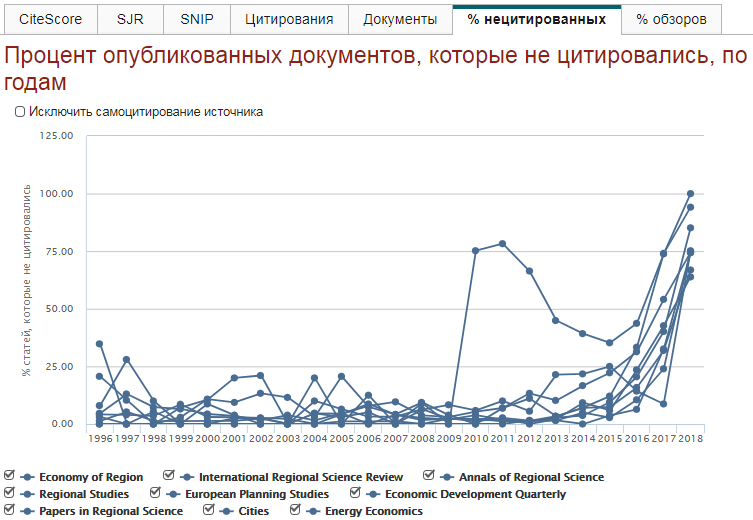 CiteScore SJR SNIP Цитирования Документы % нецитированных % обзоров
Процент опубликованных документов, которые не цитировались, по
годам
Исключить самоцитирование источника
125.00
100.00
75.00
50.00
25.00
0.00
% статей, которые не цитировались
1996 1997 1998 1999 2000 2001 2002 2003 2004 2005 2006 2007 2008 2009 2010 2011 2012 2013 2014 2015 2016 2017 2018
Economy of Region International Regional Science Review Annals of Regional Science
Regional Studies European Planning Studies Economic Development Quarterly
Papers in Regional Science Cities Energy Economics